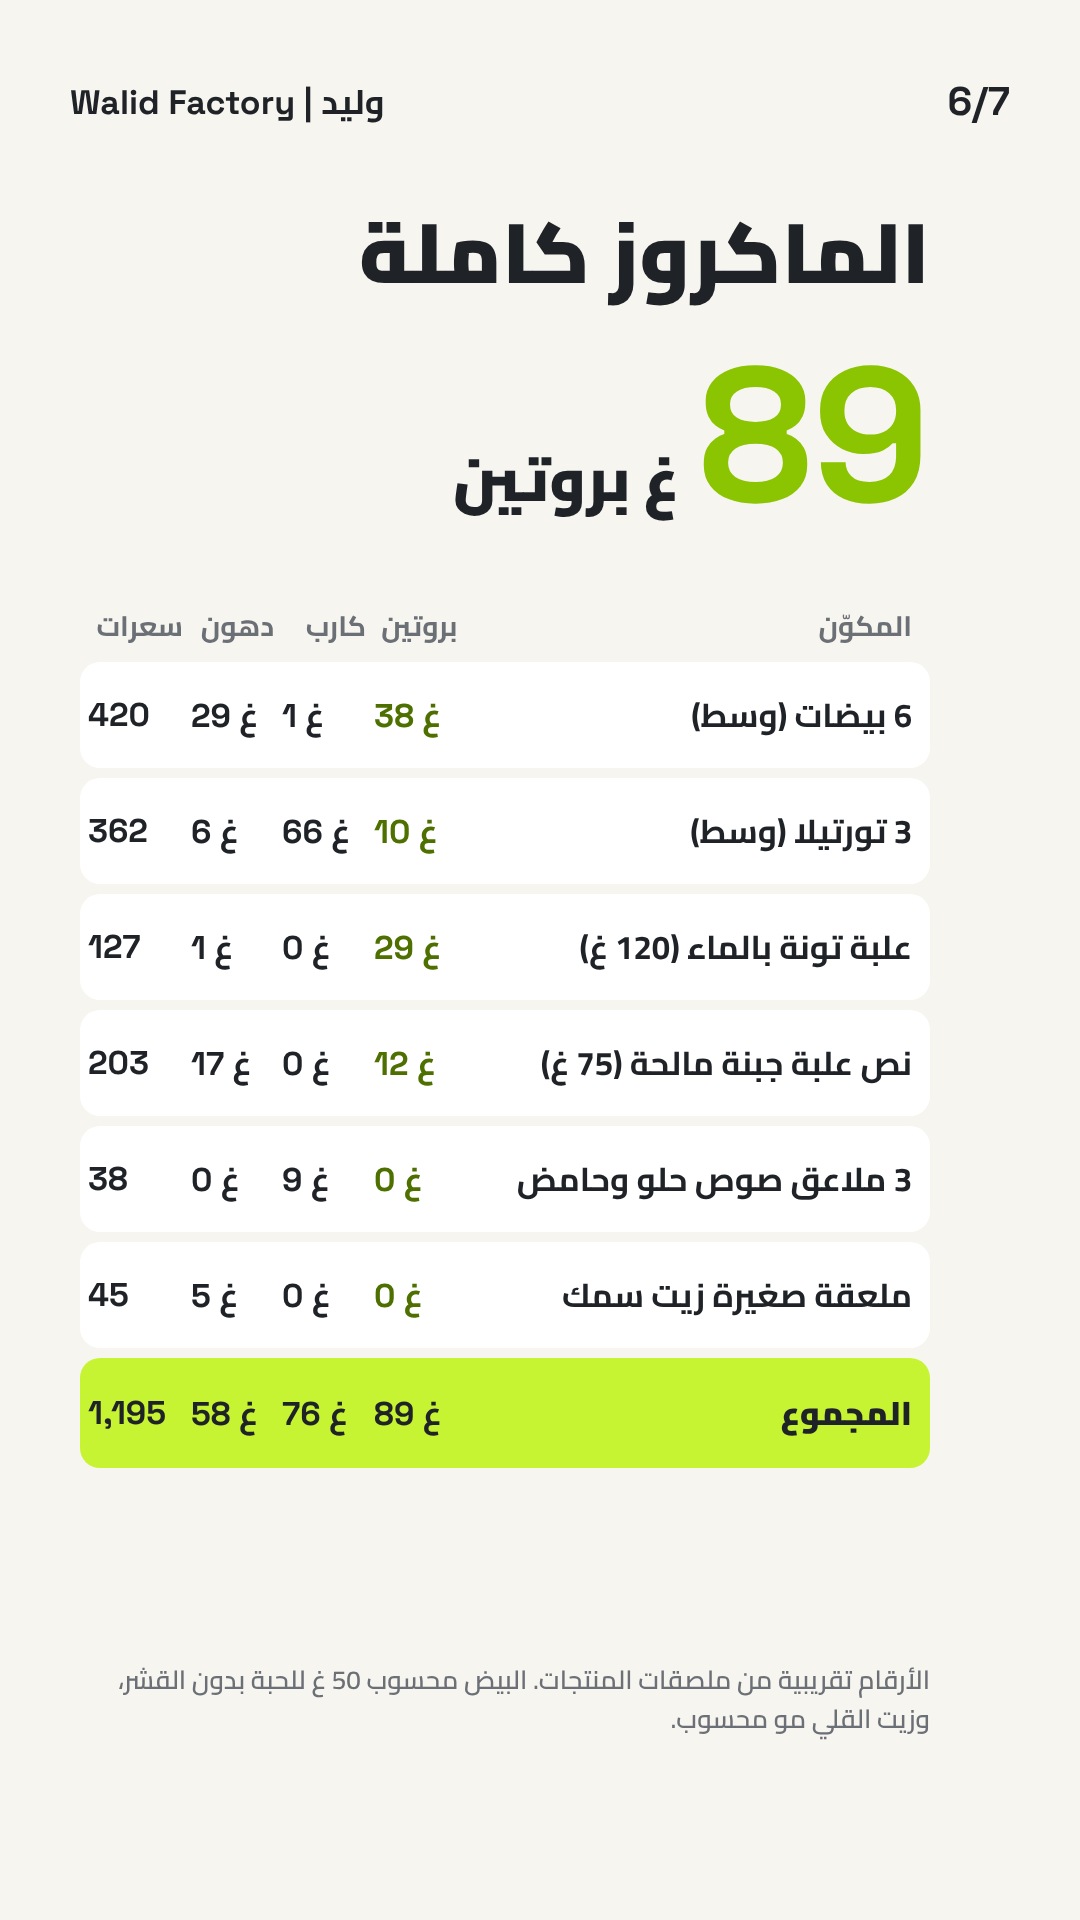 Walid Factory | وليد
6/7
الماكروز كاملة
89 غ بروتين
المكوّن بروتين كارب دهون سعرات
6 بيضات (وسط) 38 غ 1 غ 29 غ 420
3 تورتيلا (وسط) 10 غ 66 غ 6 غ 362
علبة تونة بالماء (120 غ) 29 غ 0 غ 1 غ 127
نص علبة جبنة مالحة (75 غ) 12 غ 0 غ 17 غ 203
3 ملاعق صوص حلو وحامض 0 غ 9 غ 0 غ 38
ملعقة صغيرة زيت سمك 0 غ 0 غ 5 غ 45
المجموع 89 غ 76 غ 58 غ 1,195
الأرقام تقريبية من ملصقات المنتجات. البيض محسوب 50 غ للحبة بدون القشر،
وزيت القلي مو محسوب.